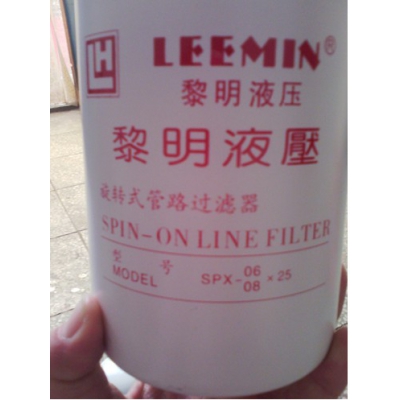 LH
LEEMIN®
黎明液压
黎明液壓
旋转式管路过滤器
SPIN-ON LINE FILTER
型 号
MODEL SPX-06/08×25